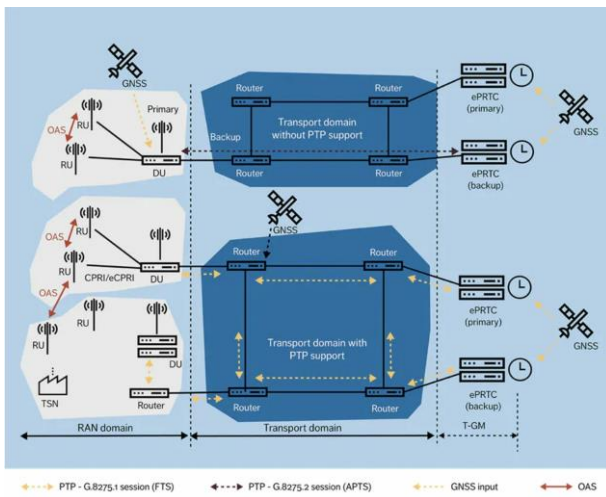 GNSS
Router
Router
ePRTC
(primary)
RU
Primary
OAS
Transport domain
without PTP support
GNSS
Backup
RU
DU
Router
Router
ePRTC
(backup)
GNSS
OAS
RU
Router
Router
RU
CPRI/eCPRI
DU
ePRTC
(primary)
OAS
GNSS
RU
RU
DU
Transport domain with
PTP support
TSN
Router
Router
Router
ePRTC
(backup)
T-GM
RAN domain
Transport domain
PTP - G.8275.1 session (FTS)
PTP - G.8275.2 session (APTS)
GNSS input
OAS